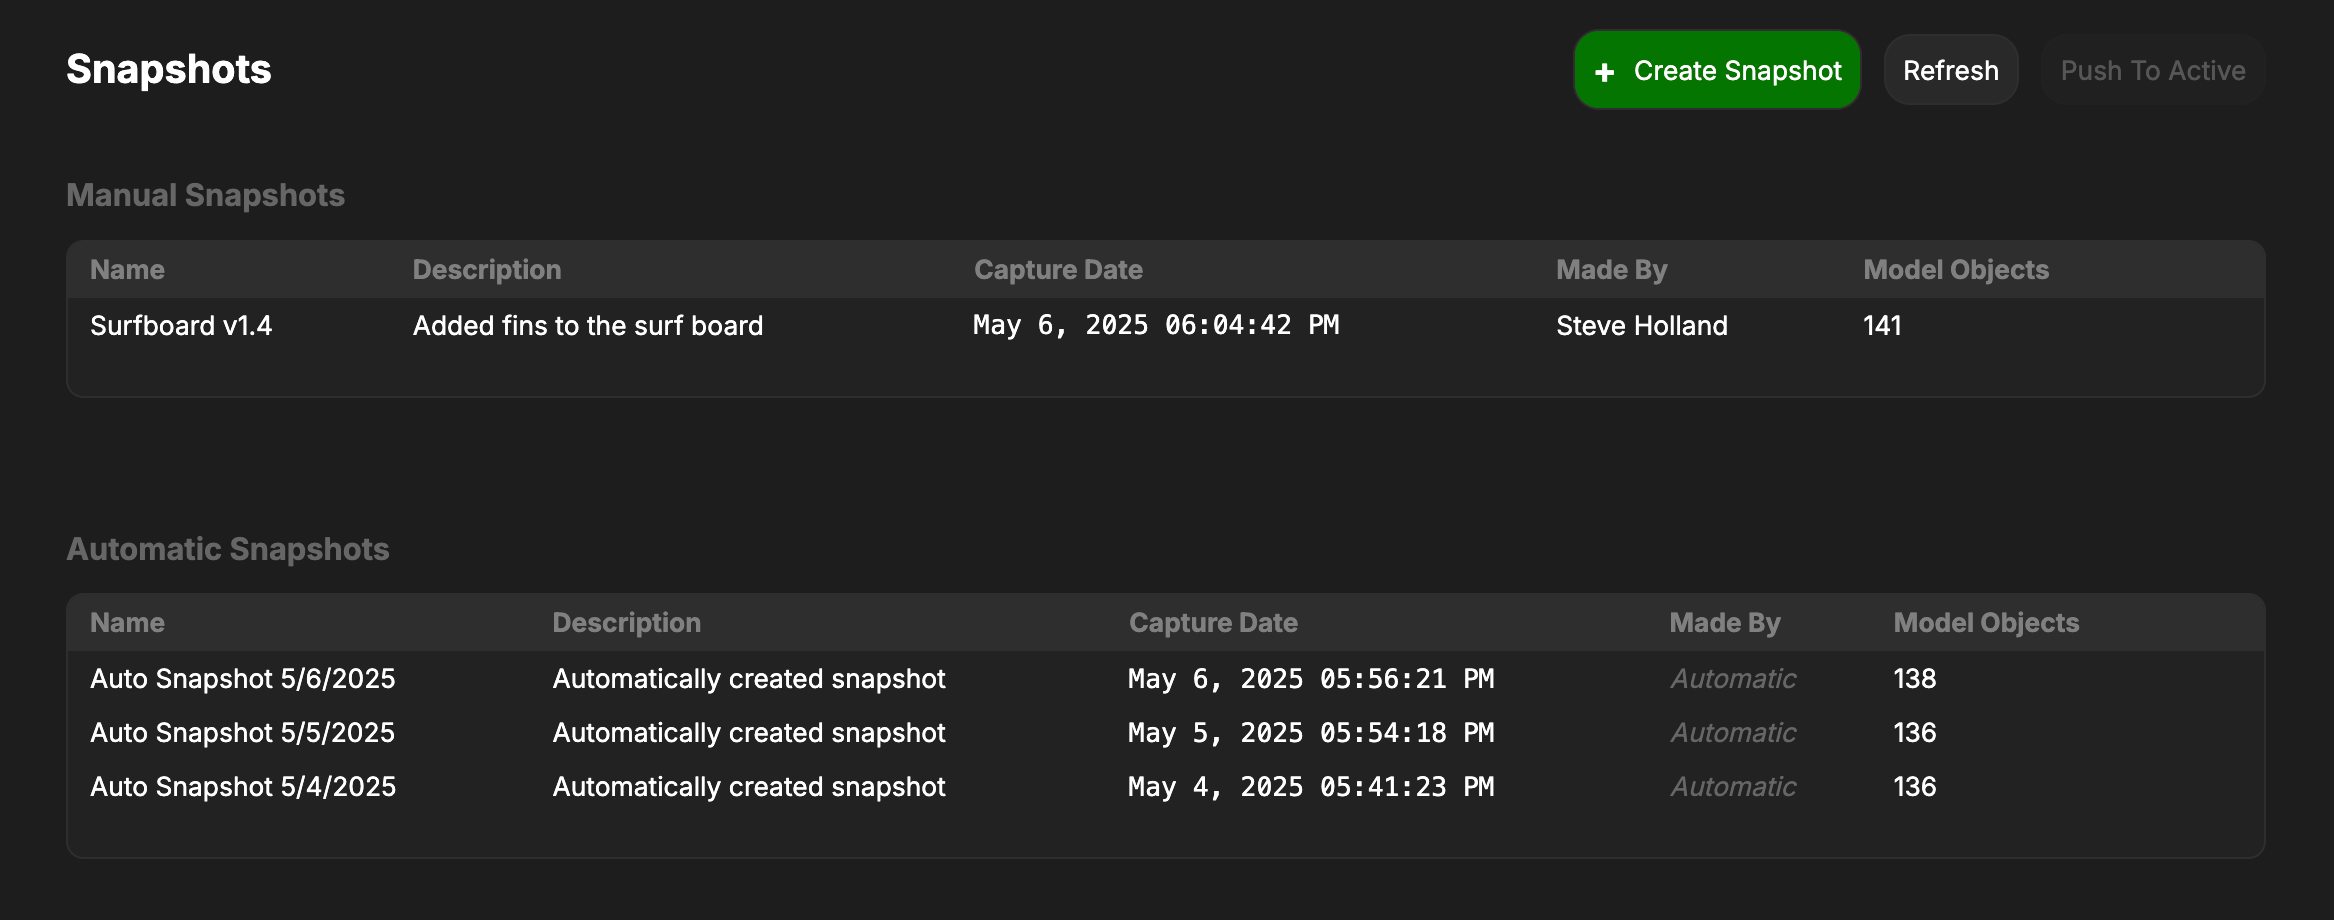 Snapshots
+ Create Snapshot Refresh Push To Active
Manual Snapshots
Name Description Capture Date Made By Model Objects
Surfboard v1.4 Added fins to the surf board May 6, 2025 06:04:42 PM Steve Holland 141
Automatic Snapshots
Name Description Capture Date Made By Model Objects
Auto Snapshot 5/6/2025 Automatically created snapshot May 6, 2025 05:56:21 PM Automatic 138
Auto Snapshot 5/5/2025 Automatically created snapshot May 5, 2025 05:54:18 PM Automatic 136
Auto Snapshot 5/4/2025 Automatically created snapshot May 4, 2025 05:41:23 PM Automatic 136